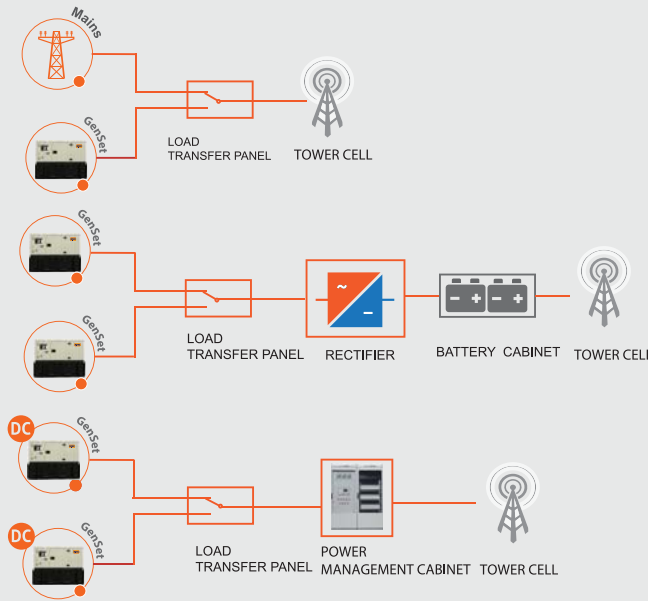 Mains
GenSet
LOAD
TRANSFER PANEL
TOWER CELL
GenSet
GenSet
LOAD
TRANSFER PANEL
RECTIFIER
BATTERY CABINET
TOWER CELL
DC
GenSet
DC
GenSet
LOAD
TRANSFER PANEL
POWER
MANAGEMENT CABINET
TOWER CELL